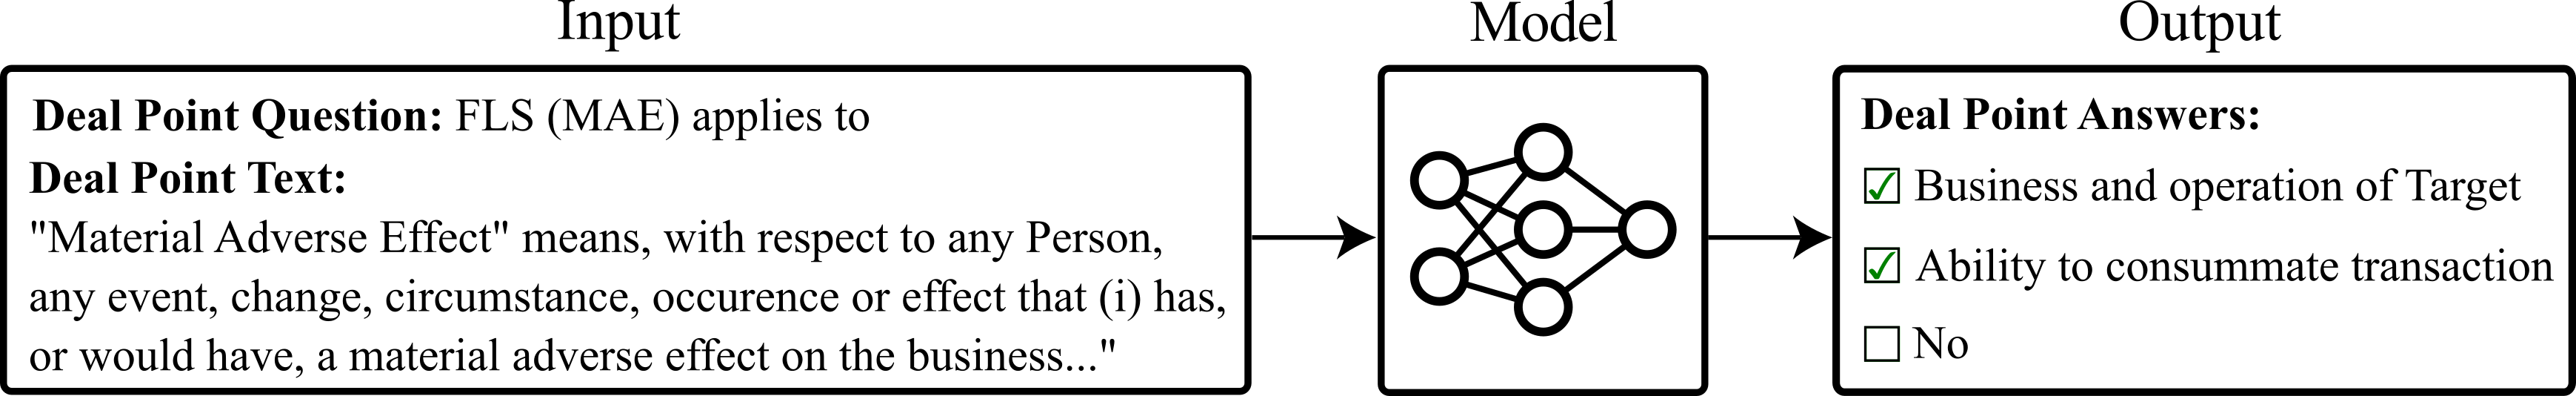 Input
Model
Output
Deal Point Question: FLS (MAE) applies to
Deal Point Text:
"Material Adverse Effect" means, with respect to any Person,
any event, change, circumstance, occurence or effect that (i) has,
or would have, a material adverse effect on the business..."
Deal Point Answers:
Business and operation of Target
Ability to consummate transaction
No